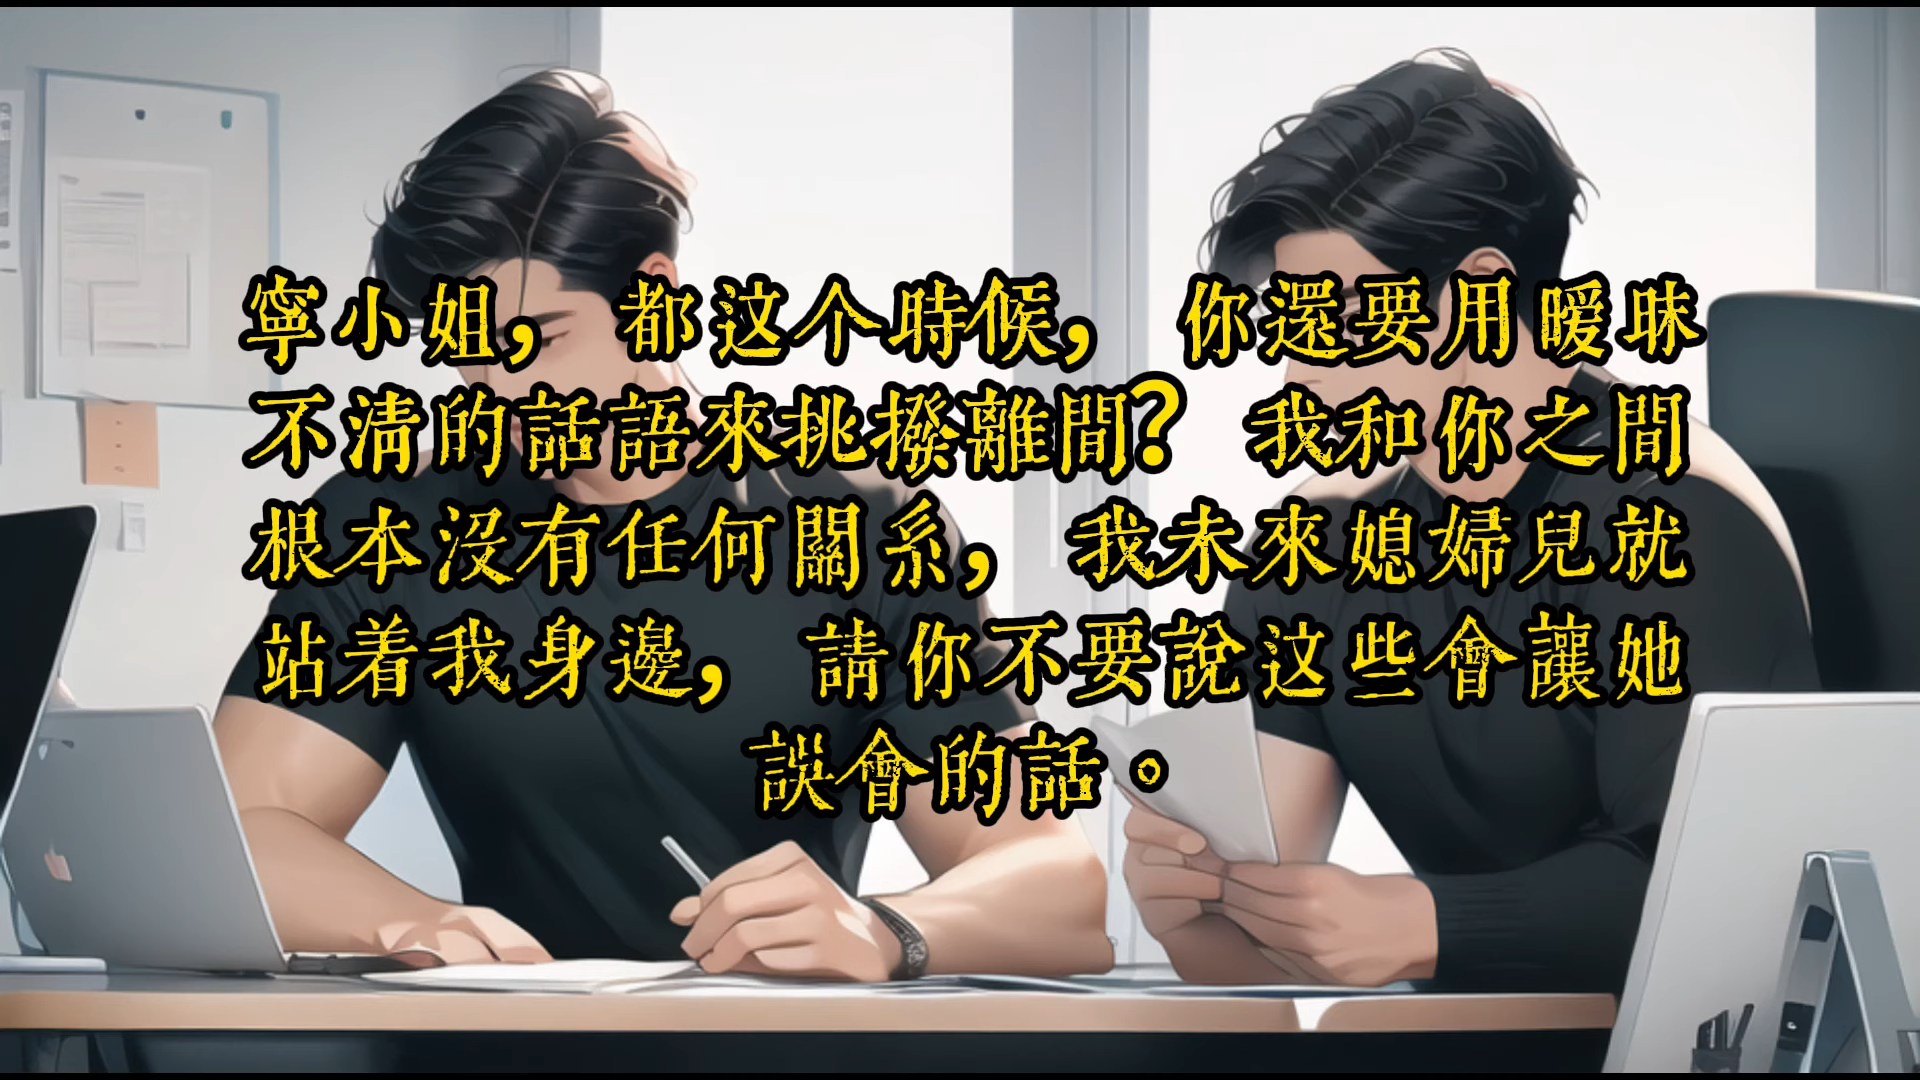 寧小姐，都这个時候，你還要用暧昧
不清的話語來挑撥離間？我和你之間
根本沒有任何關系，我未來媳婦兒就
站着我身邊，請你不要說这些會讓她
誤會的話。